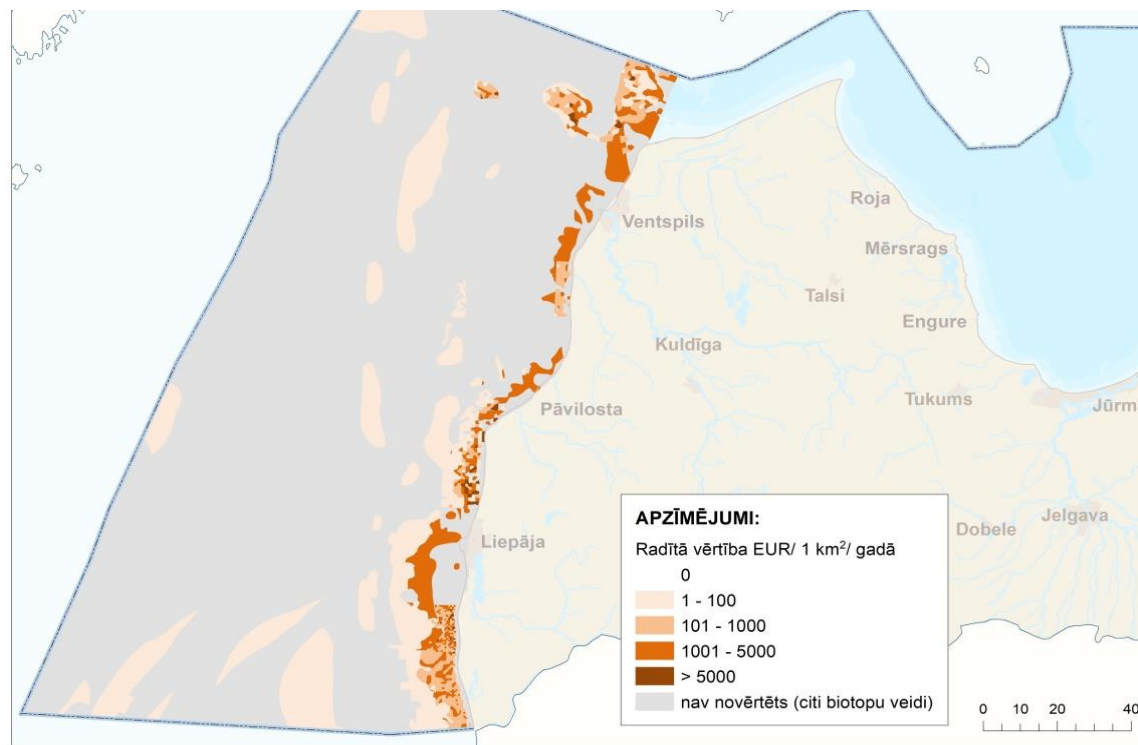 Roja
Ventspils
Mērsrags
Talsi
Engure
Kuldīga
Tukums
Jūrm
Pāvilosta
APZĪMĒJUMI:
Radītā vērtība EUR/ 1 km²/ gadā
0
1 - 100
101 - 1000
1001 - 5000
> 5000
nav novērtēts (citi biotopu veidi)
Liepāja
Dobele
Jelgava
0 10 20 40